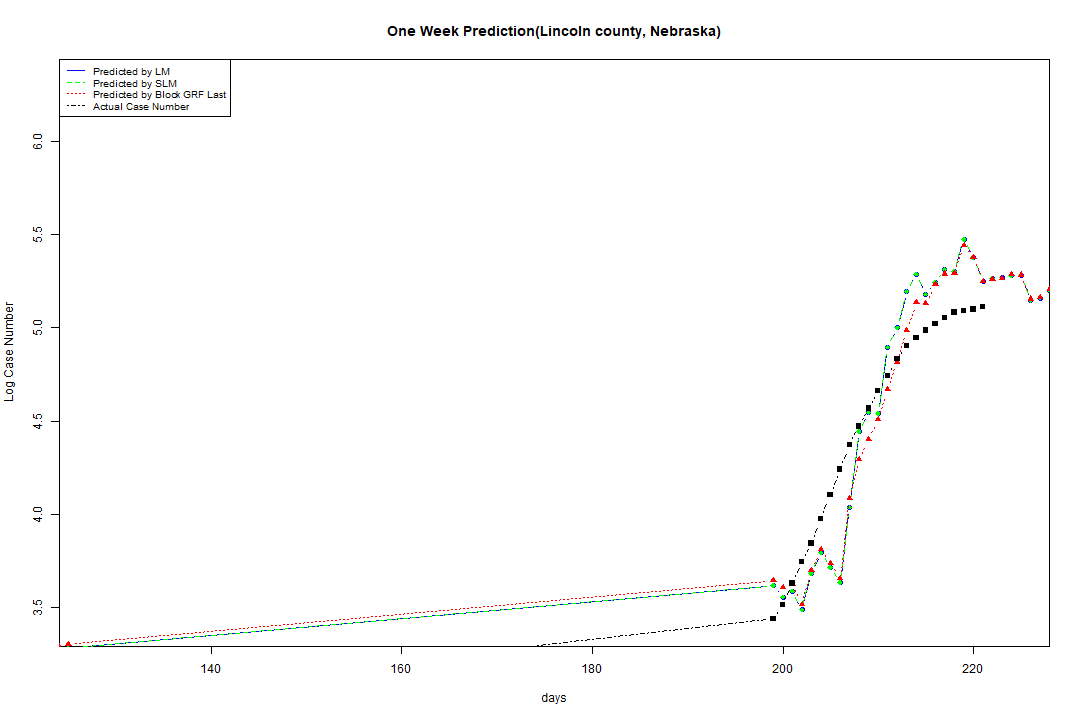 One Week Prediction(Lincoln county, Nebraska)
Predicted by LM
Predicted by SLM
Predicted by Block GRF Last
Actual Case Number
Log Case Number
6.0
5.5
5.0
4.5
4.0
3.5
140 160 180 200 220
days